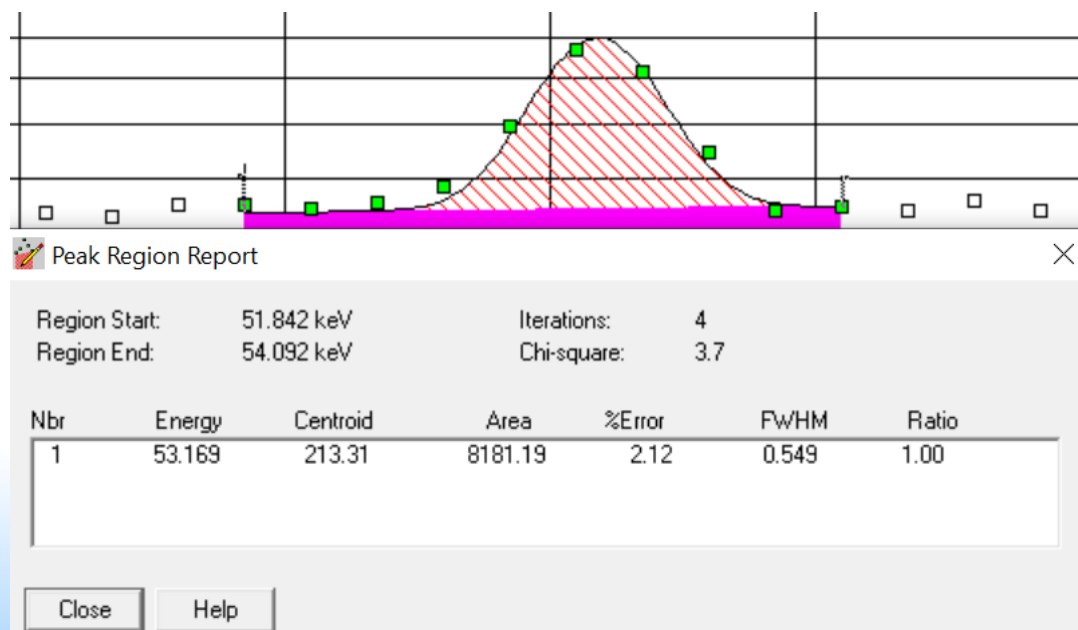 Peak Region Report
Region Start: 51.842 keV Iterations: 4
Region End: 54.092 keV Chi-square: 3.7
Nbr Energy Centroid Area %Error FWHM Ratio
1 53.169 213.31 8181.19 2.12 0.549 1.00
Close Help